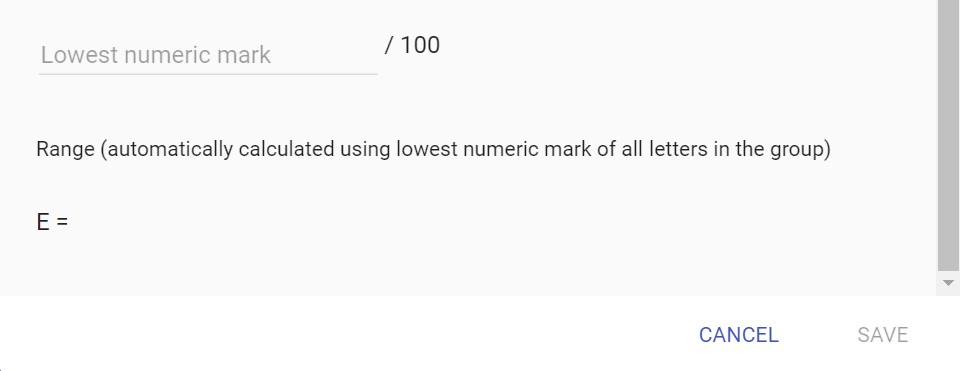 Lowest numeric mark / 100
Range (automatically calculated using lowest numeric mark of all letters in the group)
E =
CANCEL SAVE